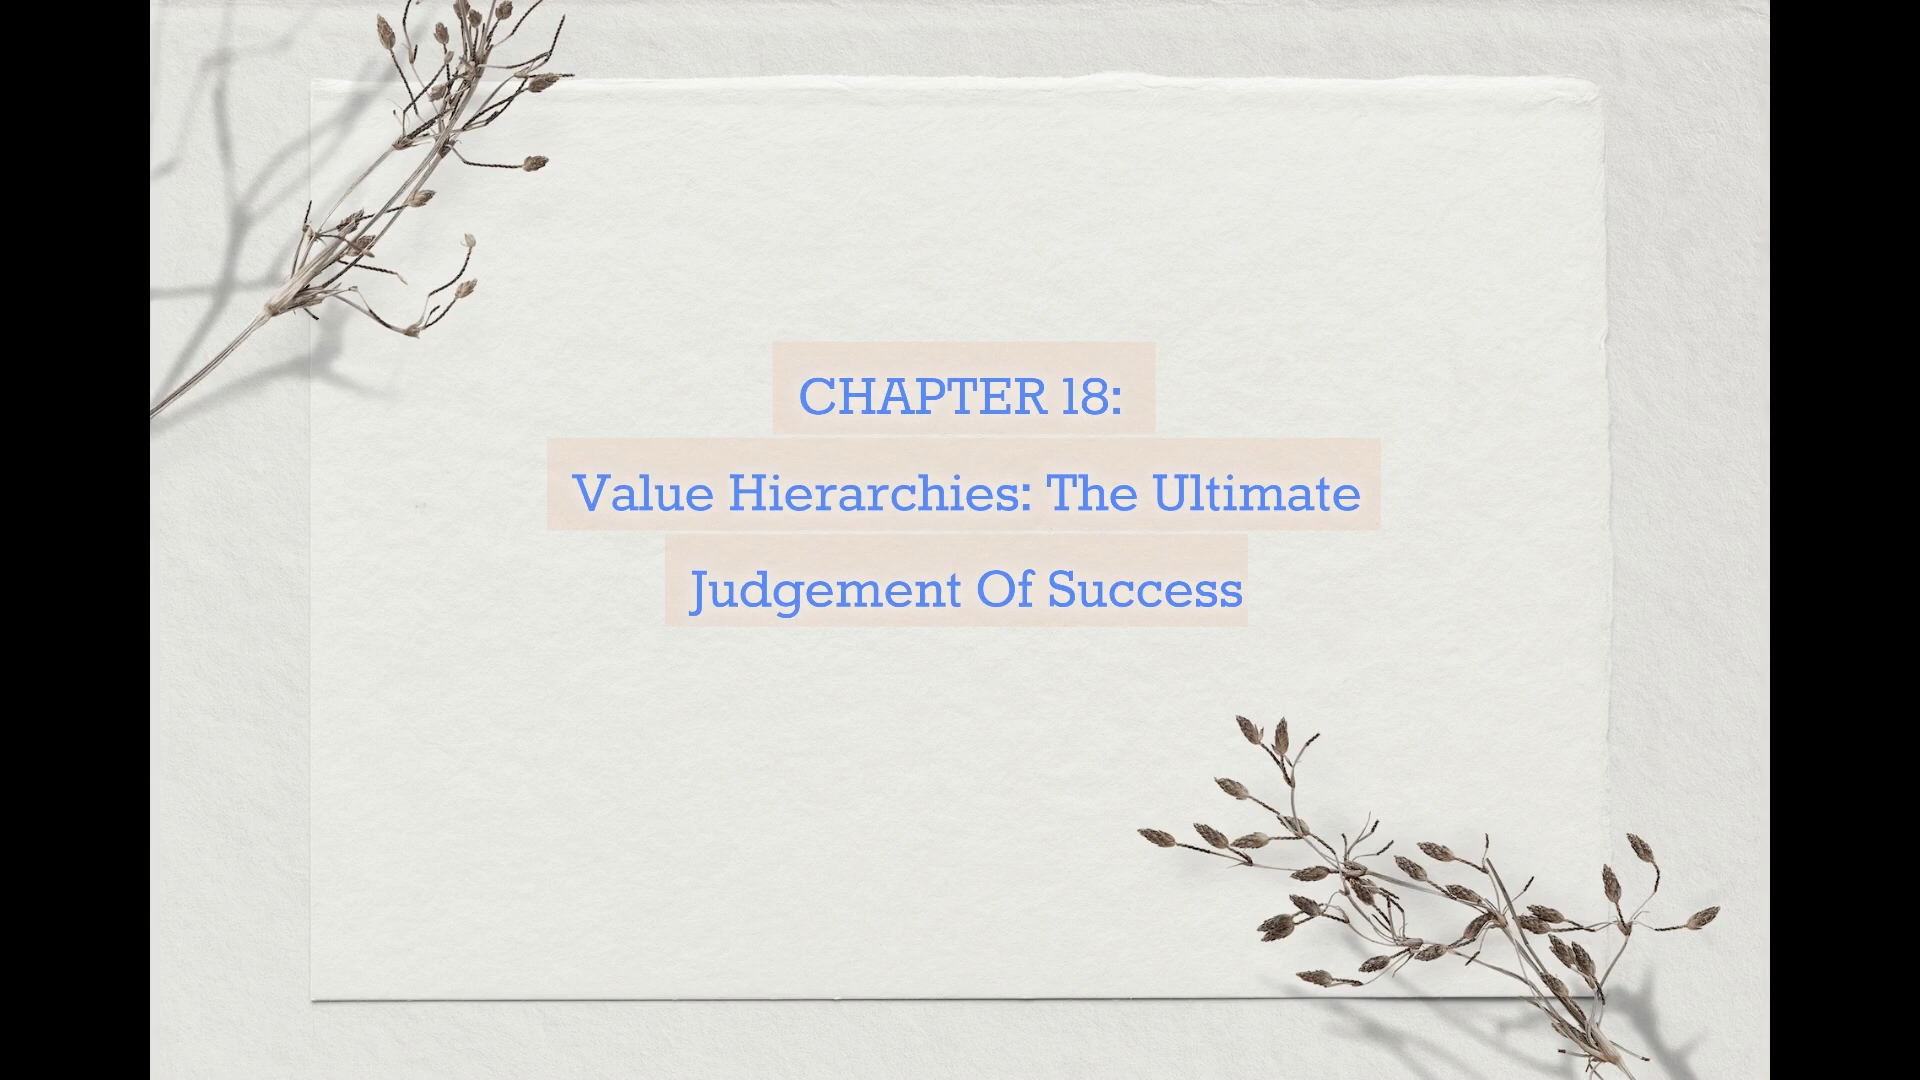 CHAPTER 18:
Value Hierarchies: The Ultimate
Judgement Of Success